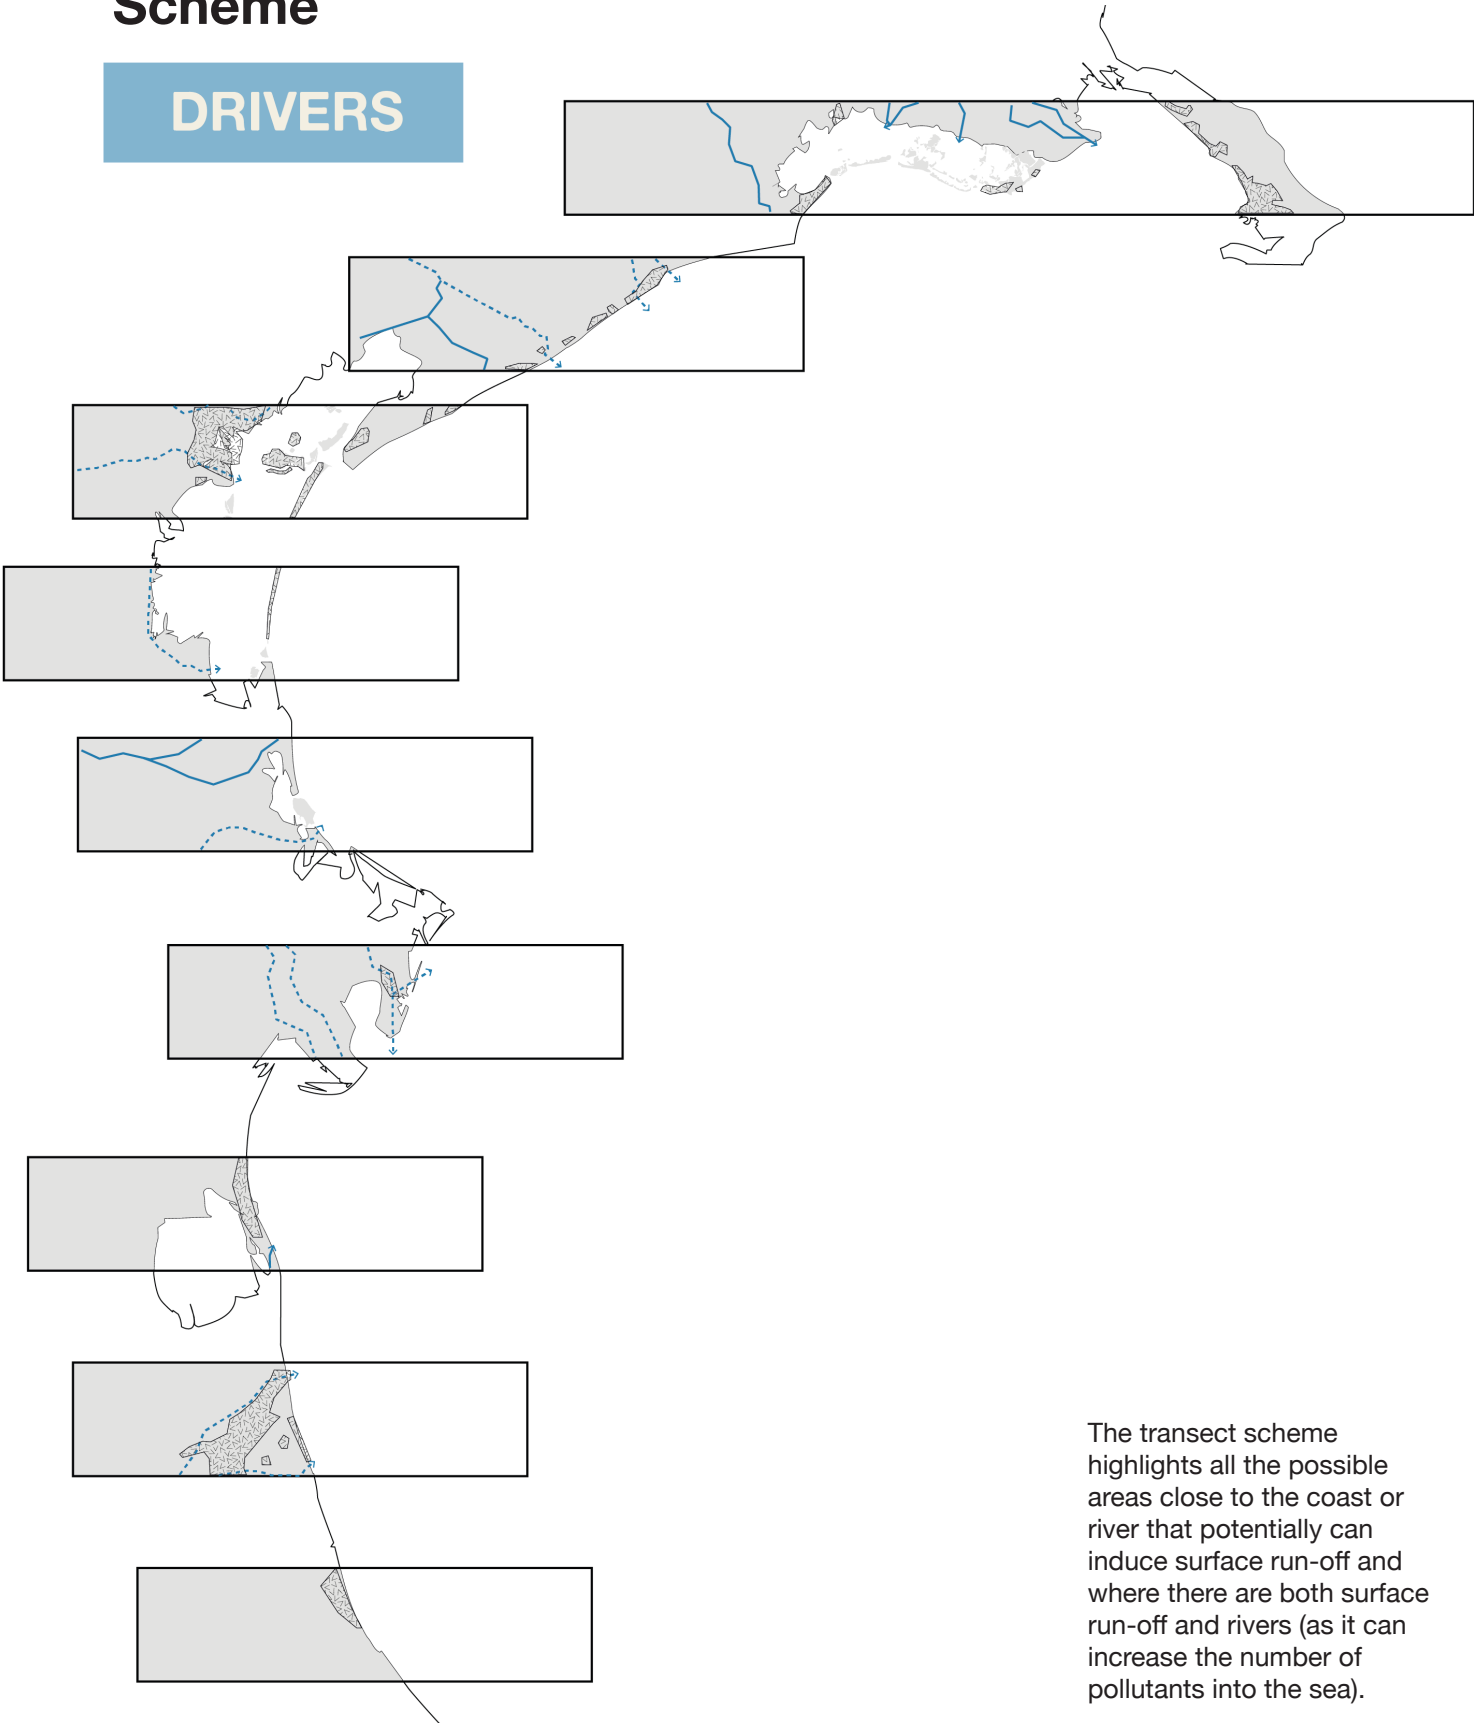 Scheme
DRIVERS
The transect scheme
highlights all the possible
areas close to the coast or
river that potentially can
induce surface run-off and
where there are both surface
run-off and rivers (as it can
increase the number of
pollutants into the sea).